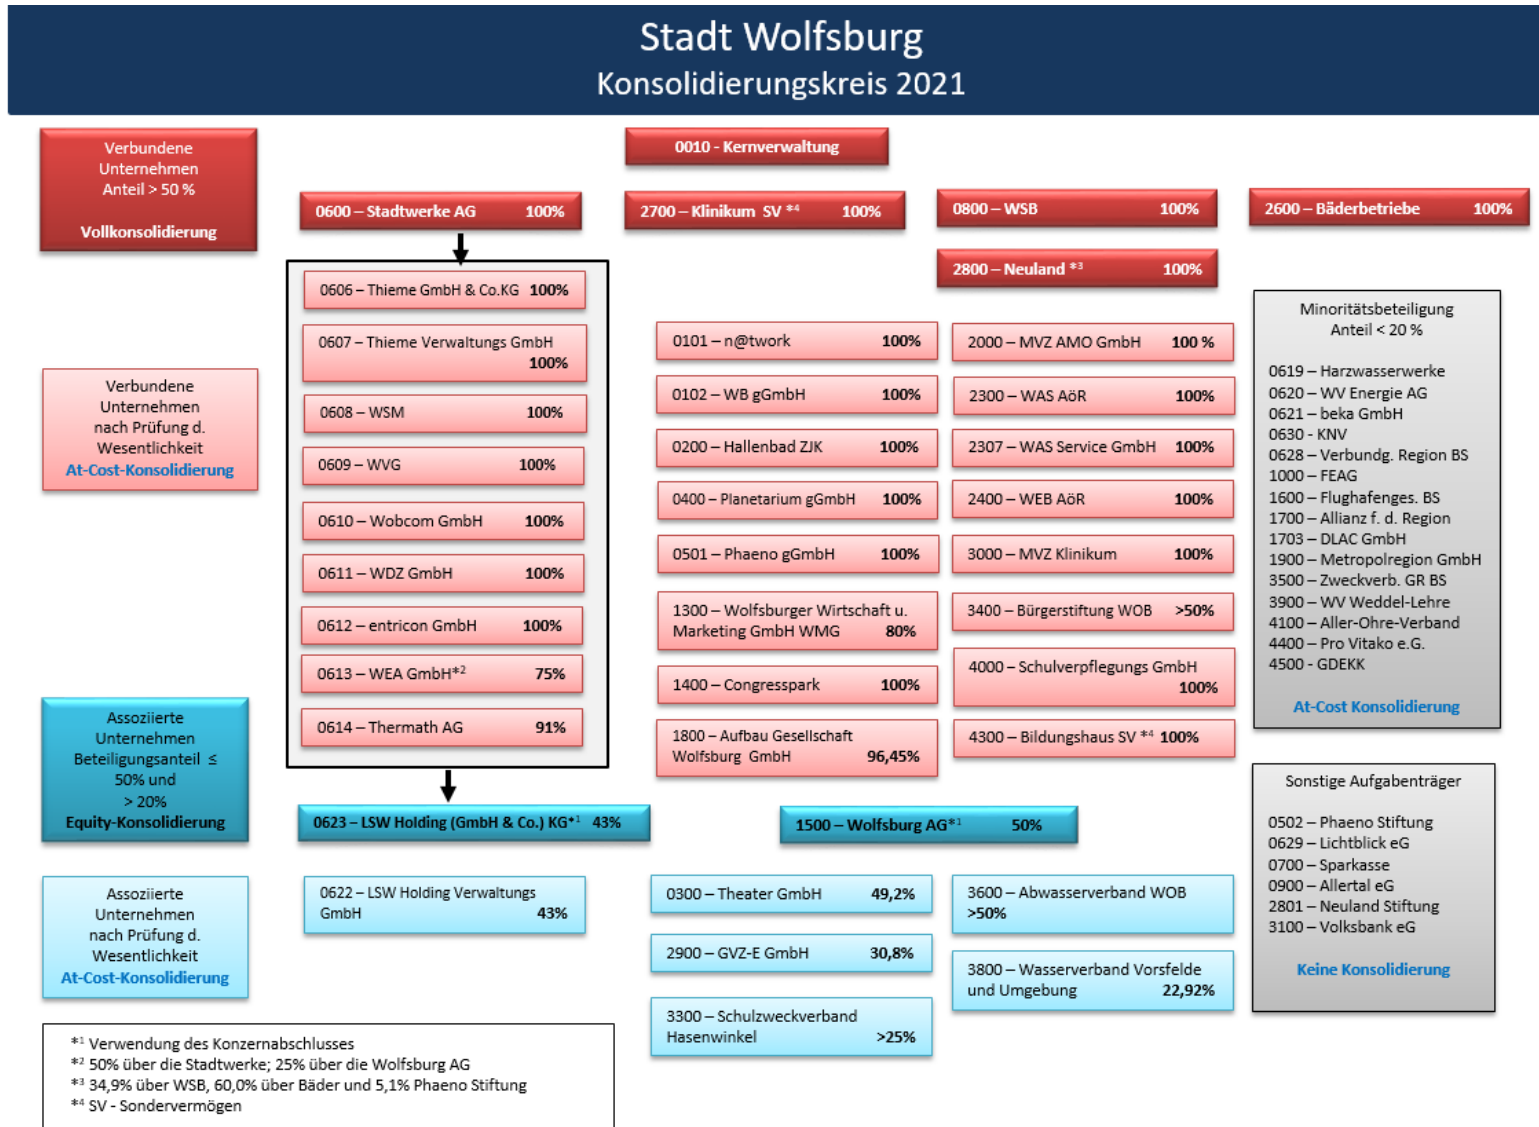 Stadt Wolfsburg
Konsolidierungskreis 2021
Verbundene
Unternehmen
Anteil > 50 %
Vollkonsolidierung
0010 - Kernverwaltung
0600 – Stadtwerke AG 100%
2700 – Klinikum SV *4 100%
0800 – WSB 100%
2600 – Bäderbetriebe 100%
2800 – Neuland *3 100%
Verbundene
Unternehmen
nach Prüfung d.
Wesentlichkeit
At-Cost-Konsolidierung
0606 – Thieme GmbH & Co.KG 100%
0607 – Thieme Verwaltungs GmbH
100%
0608 – WSM 100%
0609 – WVG 100%
0610 – Wobcom GmbH 100%
0611 – WDZ GmbH 100%
0612 – entricon GmbH 100%
0613 – WEA GmbH*2 75%
0614 – Thermath AG 91%
0101 – n@twork 100%
0102 – WB gGmbH 100%
0200 – Hallenbad ZJK 100%
0400 – Planetarium gGmbH 100%
0501 – Phaeno gGmbH 100%
1300 – Wolfsburger Wirtschaft u.
Marketing GmbH WMG 80%
1400 – Congresspark 100%
1800 – Aufbau Gesellschaft
Wolfsburg GmbH 96,45%
2000 – MVZ AMO GmbH 100 %
2300 – WAS AöR 100%
2307 – WAS Service GmbH 100%
2400 – WEB AöR 100%
3000 – MVZ Klinikum 100%
3400 – Bürgerstiftung WOB >50%
4000 – Schulverpflegungs GmbH
100%
4300 – Bildungshaus SV *4 100%
Minoritätsbeteiligung
Anteil < 20 %
0619 – Harzwasserwerke
0620 – WV Energie AG
0621 – beka GmbH
0630 - KNV
0628 – Verbundg. Region BS
1000 – FEAG
1600 – Flughafenges. BS
1700 – Allianz f. d. Region
1703 – DLAC GmbH
1900 – Metropolregion GmbH
3500 – Zweckverb. GR BS
3900 – WV Weddel-Lehre
4100 – Aller-Ohre-Verband
4400 – Pro Vitako e.G.
4500 - GDEKK
At-Cost Konsolidierung
Assoziierte
Unternehmen
Beteiligungsanteil ≤
50% und
> 20%
Equity-Konsolidierung
0623 – LSW Holding (GmbH & Co.) KG*1 43%
1500 – Wolfsburg AG*1 50%
Assoziierte
Unternehmen
nach Prüfung d.
Wesentlichkeit
At-Cost-Konsolidierung
0622 – LSW Holding Verwaltungs
GmbH 43%
0300 – Theater GmbH 49,2%
2900 – GVZ-E GmbH 30,8%
3300 – Schulzweckverband
Hasenwinkel >25%
3600 – Abwasserverband WOB
>50%
3800 – Wasserverband Vorsfelde
und Umgebung 22,92%
Sonstige Aufgabenträger
0502 – Phaeno Stiftung
0629 – Lichtblick eG
0700 – Sparkasse
0900 – Allertal eG
2801 – Neuland Stiftung
3100 – Volksbank eG
Keine Konsolidierung
*1 Verwendung des Konzernabschlusses
*2 50% über die Stadtwerke; 25% über die Wolfsburg AG
*3 34,9% über WSB, 60,0% über Bäder und 5,1% Phaeno Stiftung
*4 SV - Sondervermögen